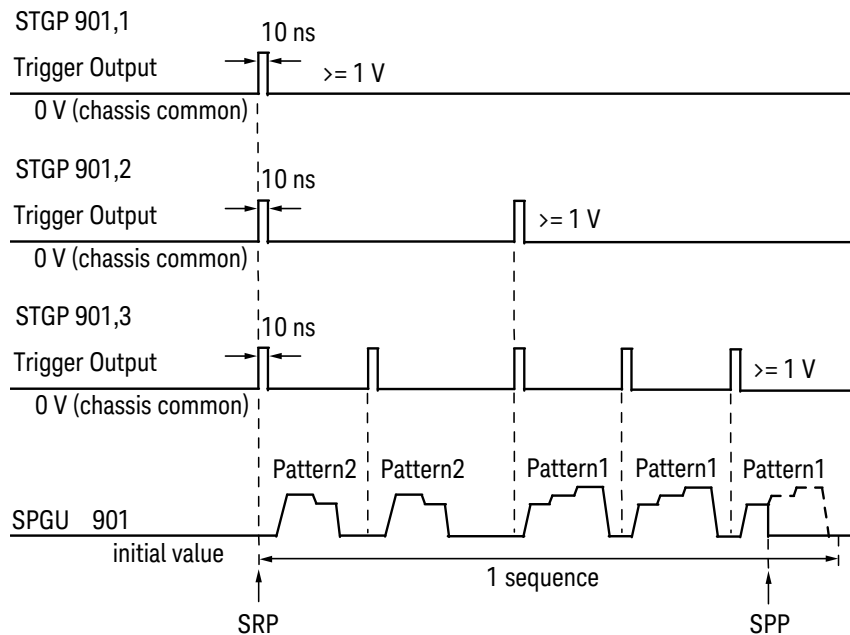 STGP 901,1
10 ns
Trigger Output
>= 1 V
0 V (chassis common)
STGP 901,2
10 ns
Trigger Output
>= 1 V
0 V (chassis common)
STGP 901,3
10 ns
Trigger Output
>= 1 V
0 V (chassis common)
Pattern2 Pattern2 Pattern1 Pattern1 Pattern1
SPGU 901
initial value
1 sequence
SRP SPP